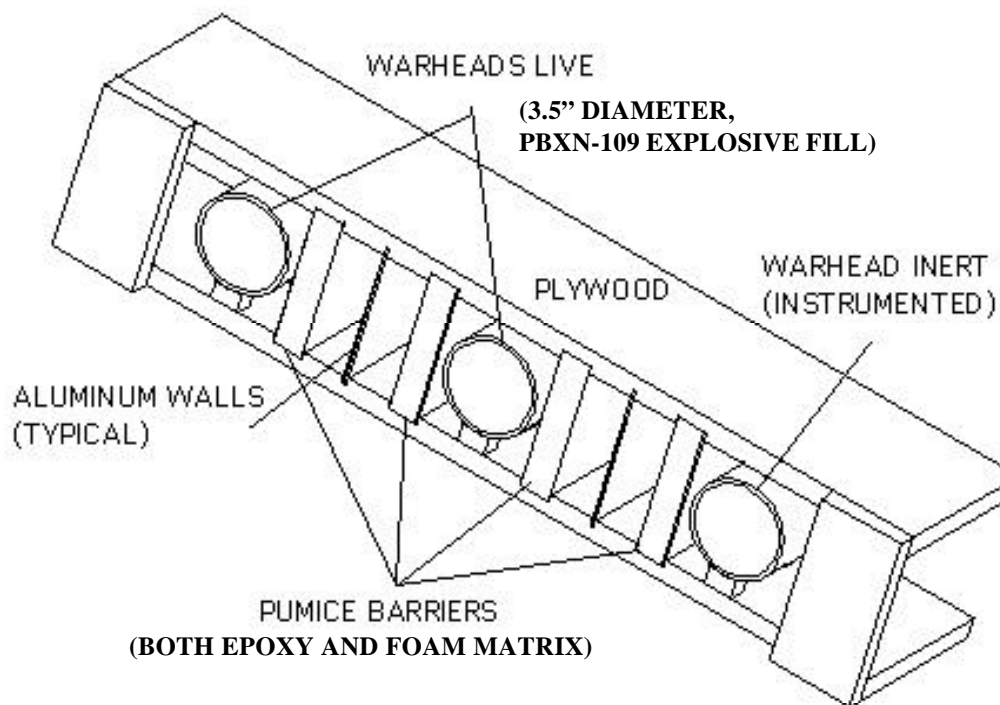 WARHEADS LIVE
(3.5” DIAMETER,
PBXN-109 EXPLOSIVE FILL)
PLYWOOD
WARHEAD INERT
(INSTRUMENTED)
ALUMINUM WALLS
(TYPICAL)
PUMICE BARRIERS
(BOTH EPOXY AND FOAM MATRIX)